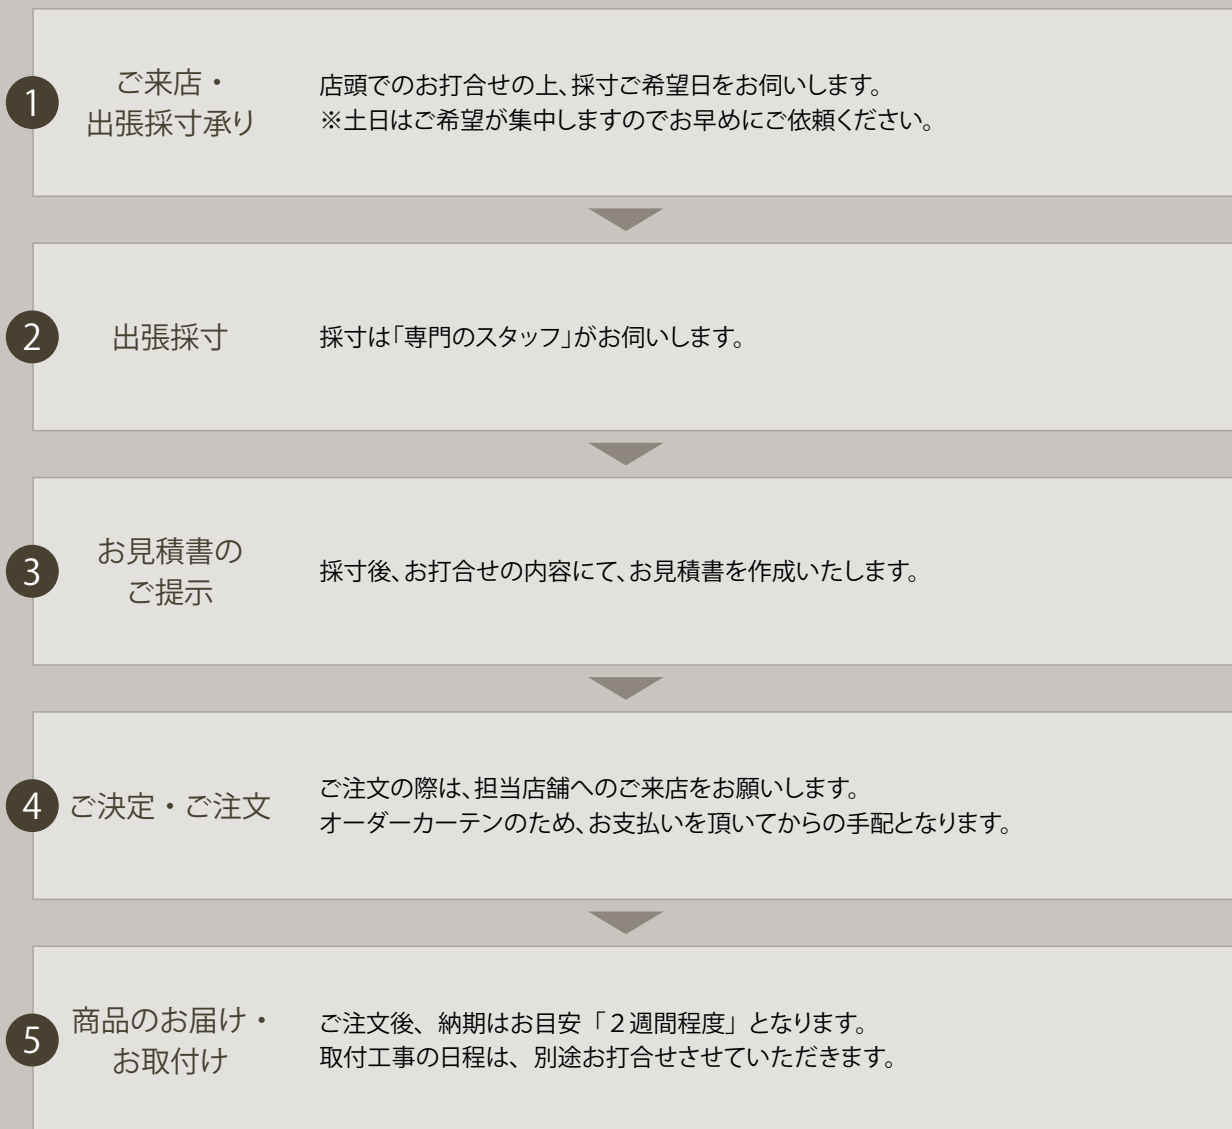 1
ご来店・
出張採寸承り
店頭でのお打合せの上、採寸ご希望日をお伺いします。
※土日はご希望が集中しますのでお早めにご依頼ください。
2
出張採寸
採寸は「専門のスタッフ」がお伺いします。
3
お見積書の
ご提示
採寸後、お打合せの内容にて、お見積書を作成いたします。
4
ご決定・ご注文
ご注文の際は、担当店舗へのご来店をお願いします。
オーダーカーテンのため、お支払いを頂いてからの手配となります。
5
商品のお届け・
お取付け
ご注文後、納期はお目安「２週間程度」となります。
取付工事の日程は、別途お打合せさせていただきます。